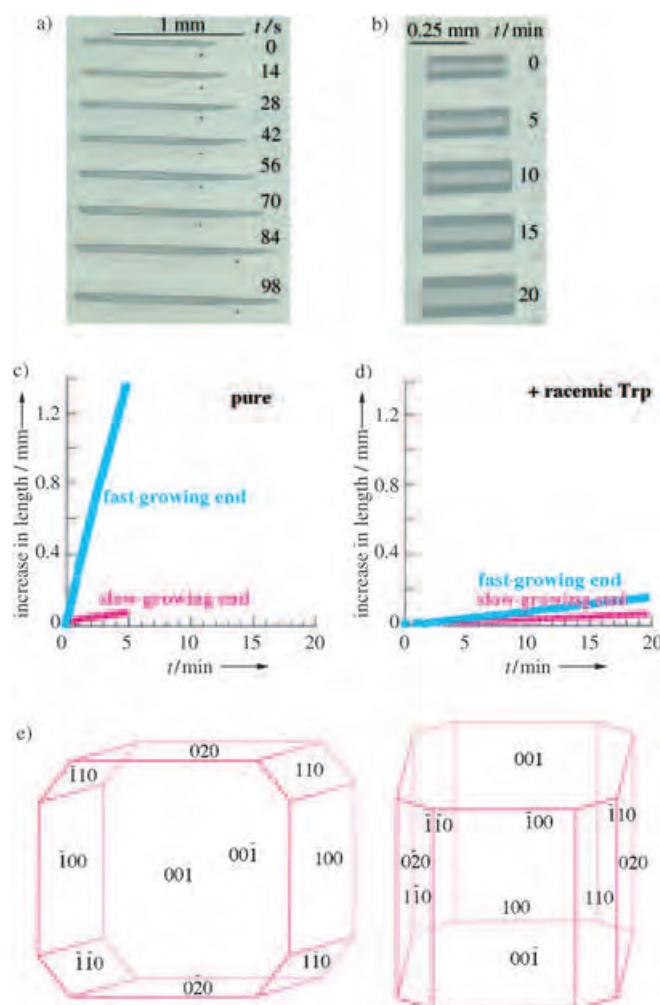 a)
1 mm
t/s
0
14
28
42
56
70
84
98
b)
0.25 mm
t/min
0
5
10
15
20
c)
pure
increase in length / mm
1.2
0.8
0.4
0
fast-growing end
slow-growing end
0
5
10
15
20
t/min
d)
+ racemic Trp
increase in length / mm
1.2
0.8
0.4
0
fast-growing end
slow-growing end
0
5
10
15
20
t/min
e)
020
1̄10
110
1̄00
001
001̄
100
1̄1̄0
11̄0
02̄0
001
1̄1̄0
1̄00
1̄10
02̄0
020
11̄0
100
110
001̄